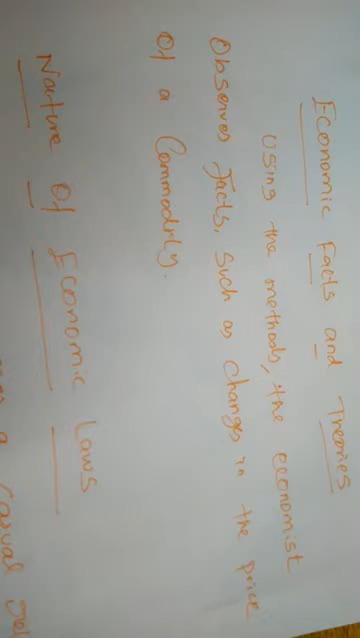 Economic Facts and Theories
Using the methods, the economist
Observes Facts, Such as changes in the price
Of a Commodity.
Nature Of Economic Laws
a Casual